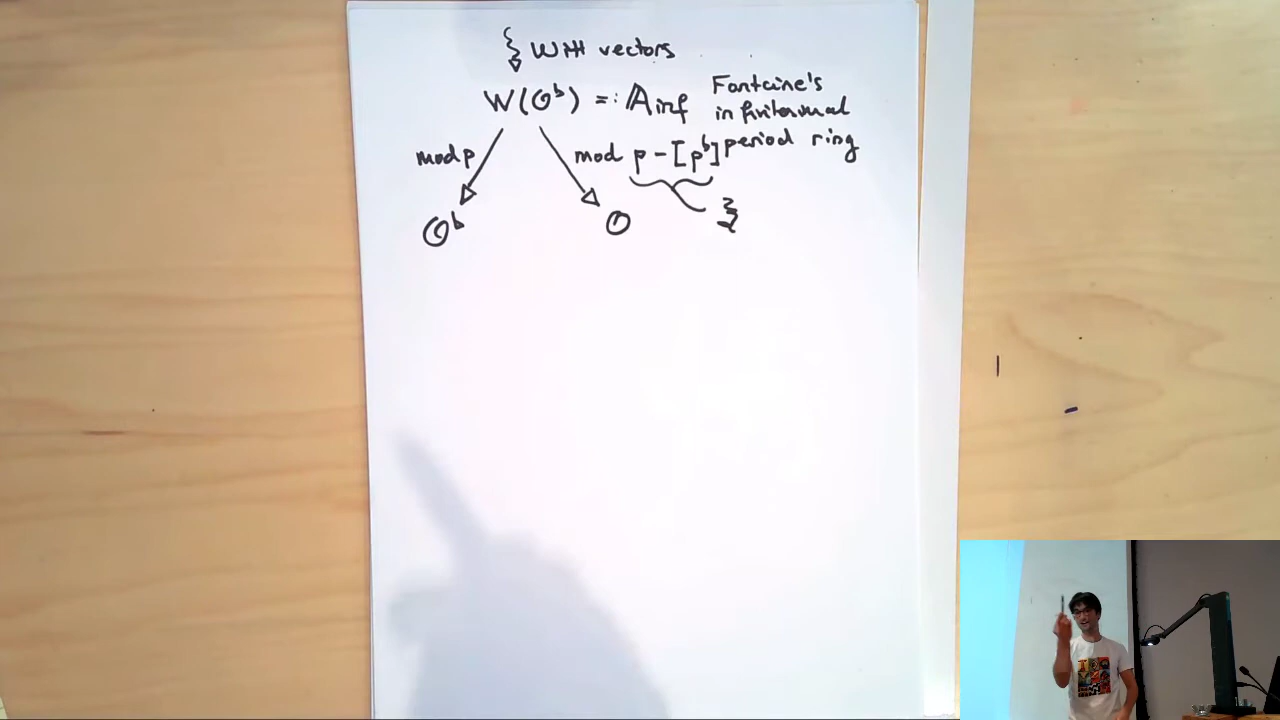 Witt vectors
W(O^b) =: A_inf Fontaine's
infinitesimal
mod p mod p - [p^b] period ring
O^b O ξ